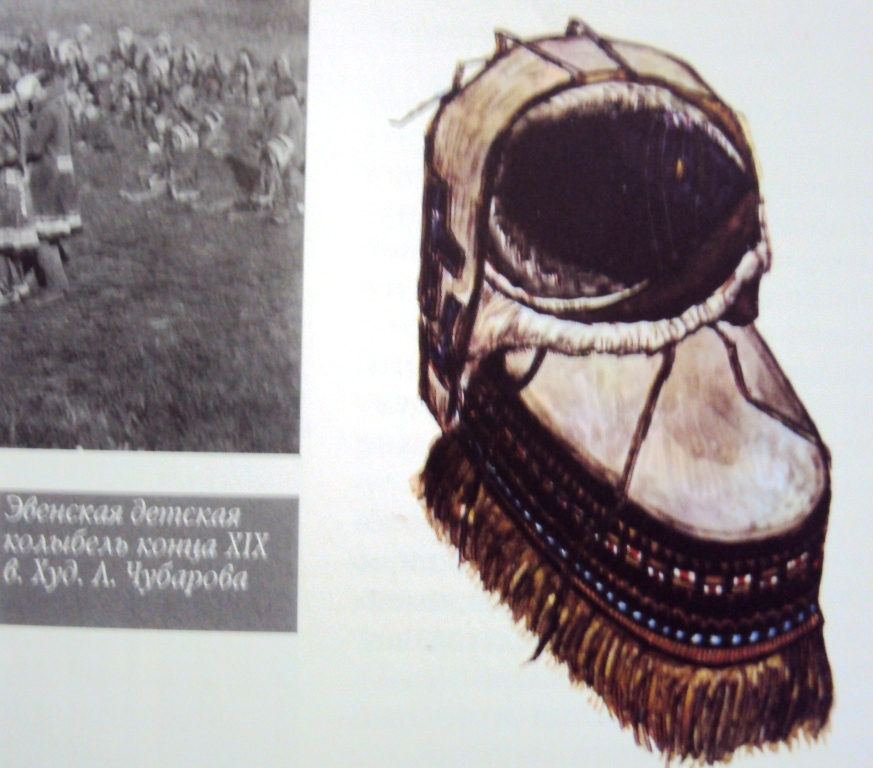 Эвенская детская
колыбель конца XIX
в. Худ. А. Чубарова